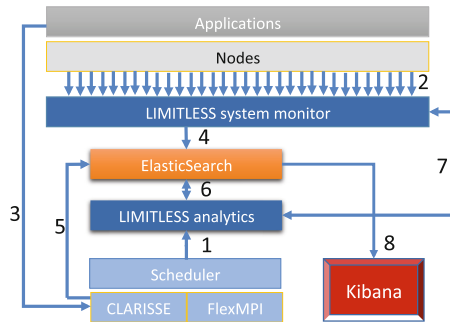 Applications
Nodes
2
LIMITLESS system monitor
4
7
ElasticSearch
3
5
6
LIMITLESS analytics
1
8
Scheduler
Kibana
CLARISSE
FlexMPI